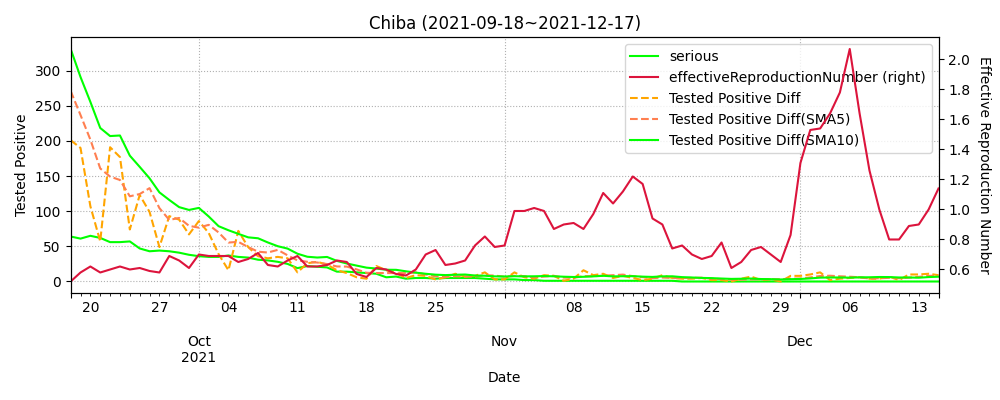 Chiba (2021-09-18~2021-12-17)
serious
effectiveReproductionNumber (right)
Tested Positive Diff
Tested Positive Diff(SMA5)
Tested Positive Diff(SMA10)
Tested Positive
300
250
200
150
100
50
0
Effective Reproduction Number
2.0
1.8
1.6
1.4
1.2
1.0
0.8
0.6
20 27 04 11 18 25 08 15 22 29 06 13
Oct Nov Dec
2021
Date